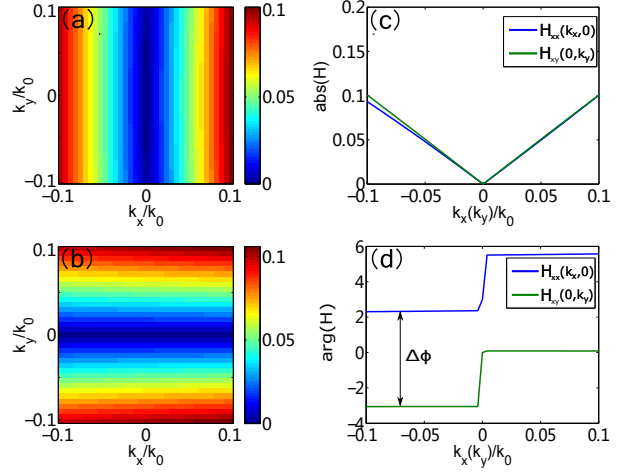 (a)
0.1
0
−0.1
k_y/k_0
−0.1
0
0.1
k_x/k_0
0.1
0.05
0
(c)
0.2
0.15
0.1
0.05
0
abs(H)
H_xx(k_x,0)
H_xy(0,k_y)
−0.1
−0.05
0
0.05
0.1
k_x(k_y)/k_0
(b)
0.1
0
−0.1
k_y/k_0
−0.1
0
0.1
k_x/k_0
0.1
0.05
0
(d)
6
4
2
0
−2
−4
arg(H)
H_xx(k_x,0)
H_xy(0,k_y)
Δϕ
−0.1
−0.05
0
0.05
0.1
k_x(k_y)/k_0